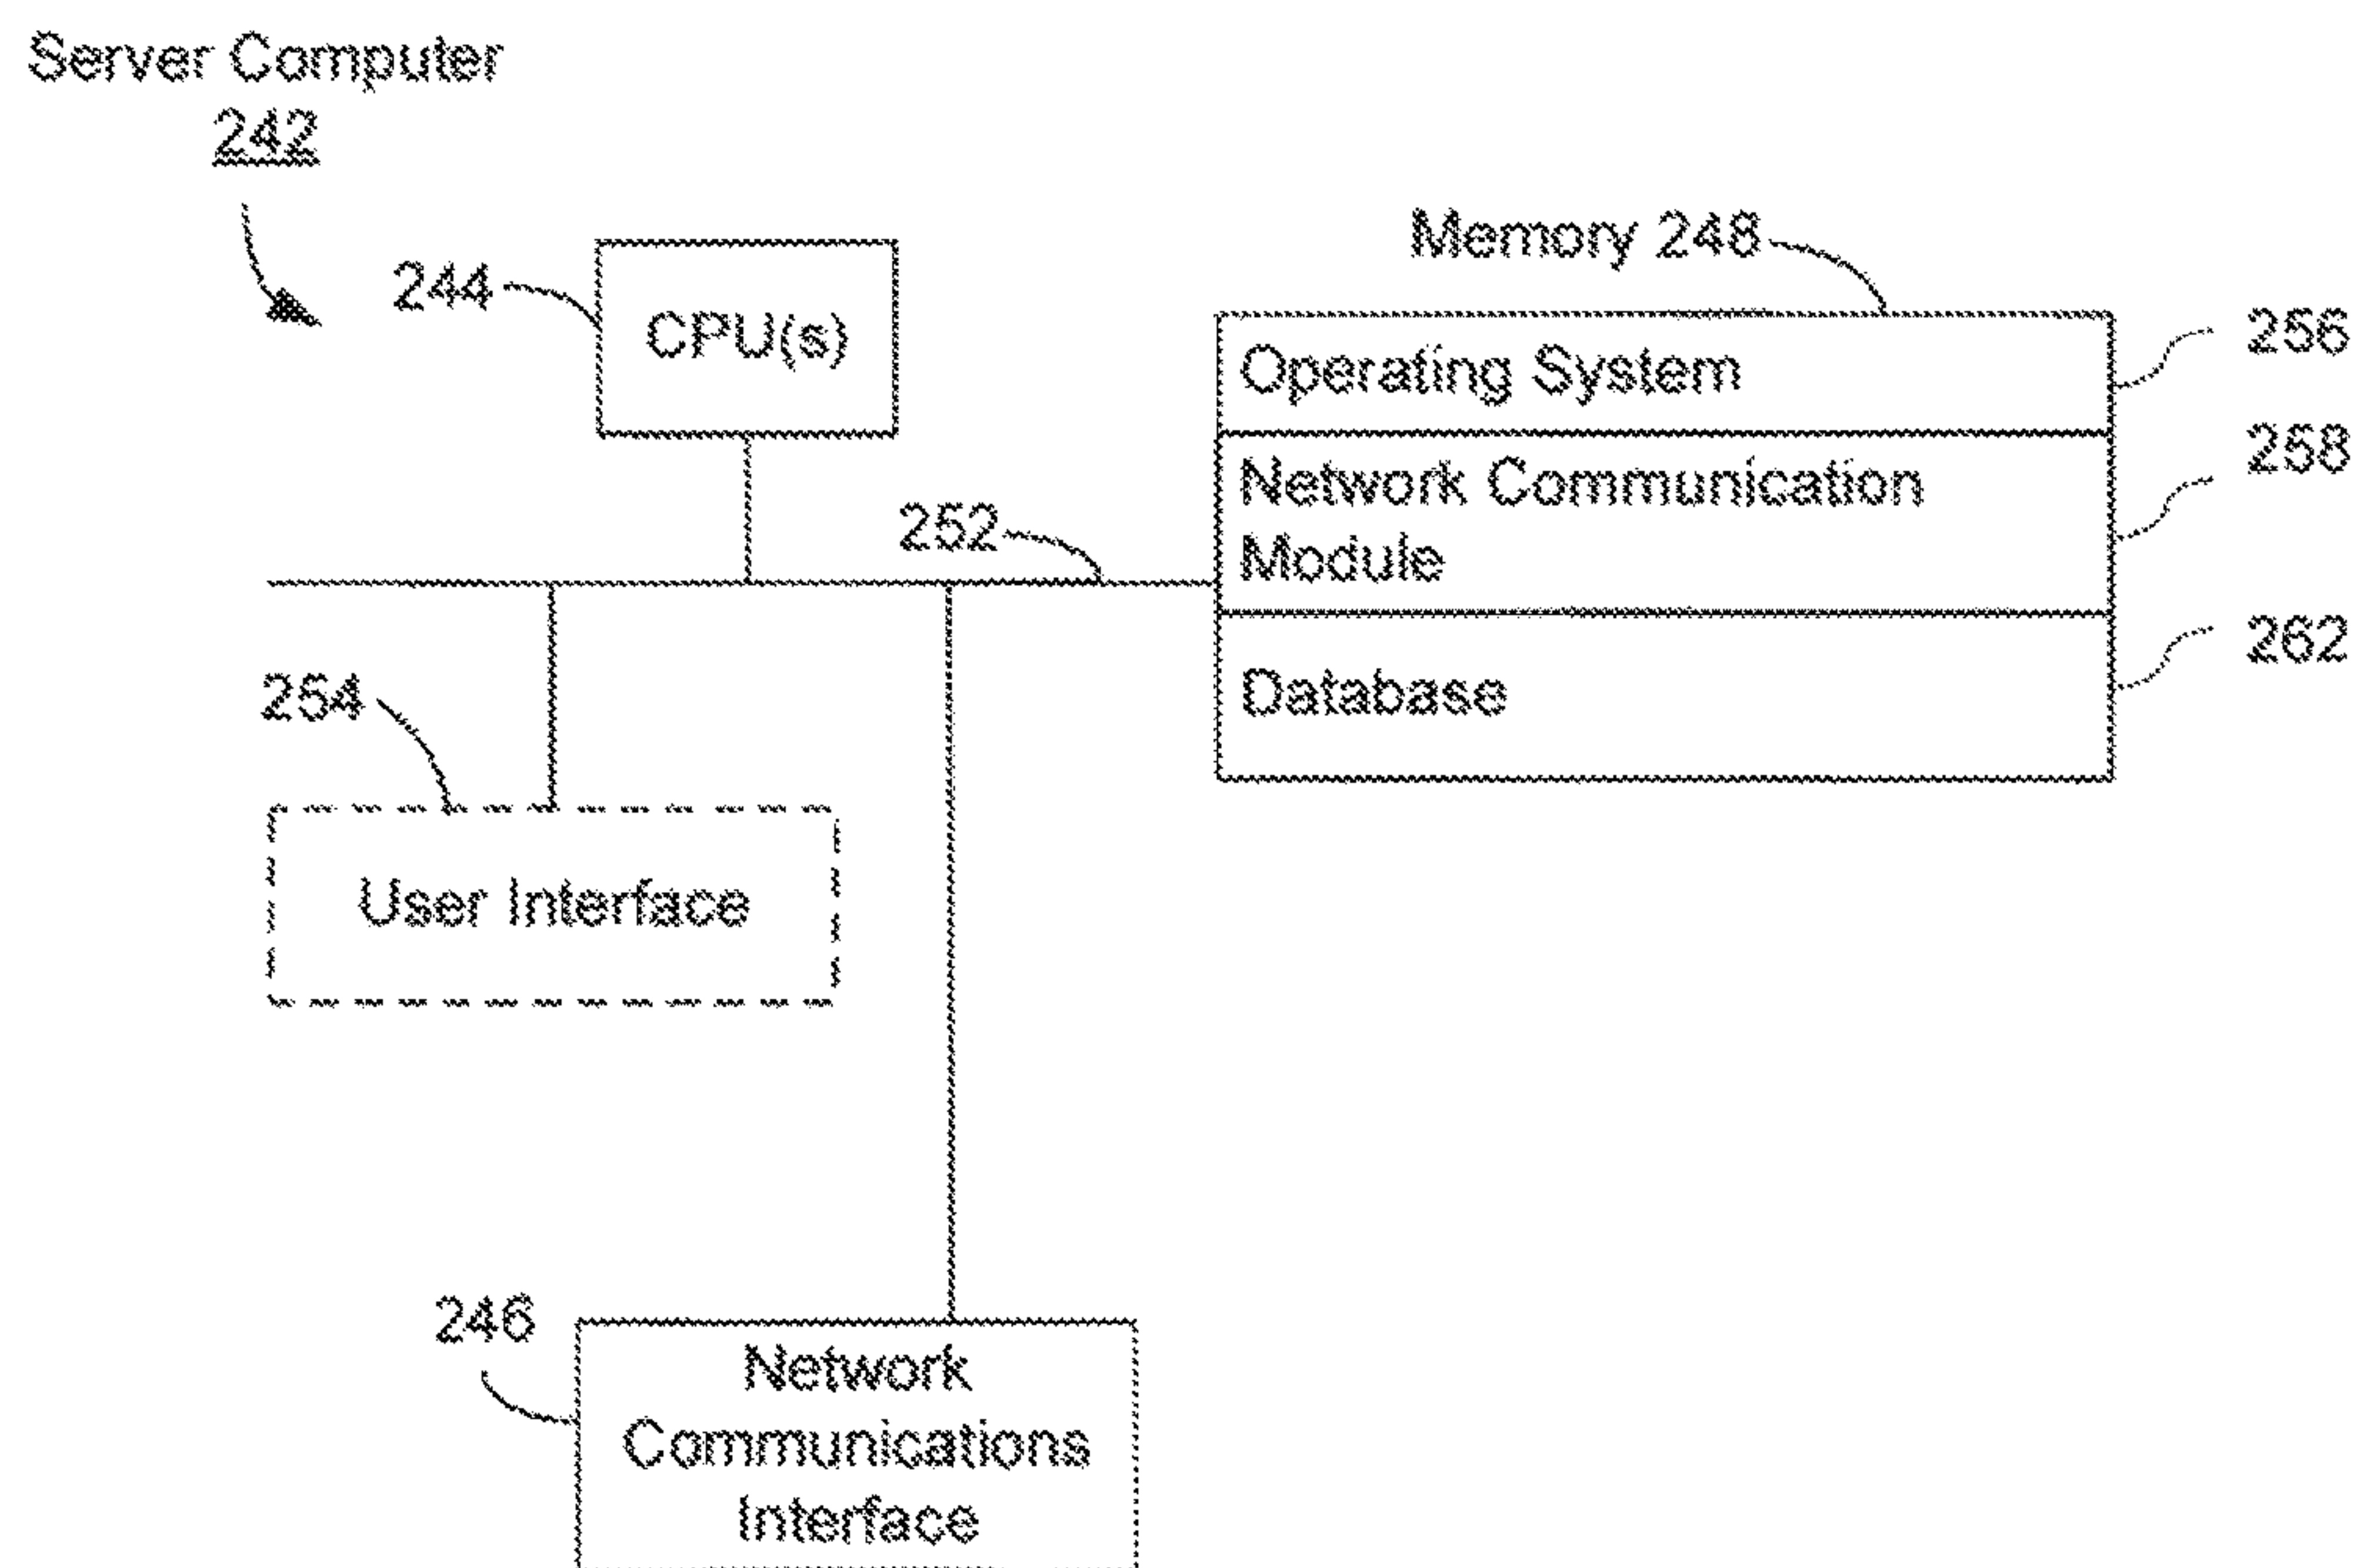 Server Computer
242
Memory 248
244
CPU(s)
256
Operating System
258
Network Communication
Module
252
262
Database
254
User Interface
246
Network
Communications
Interface